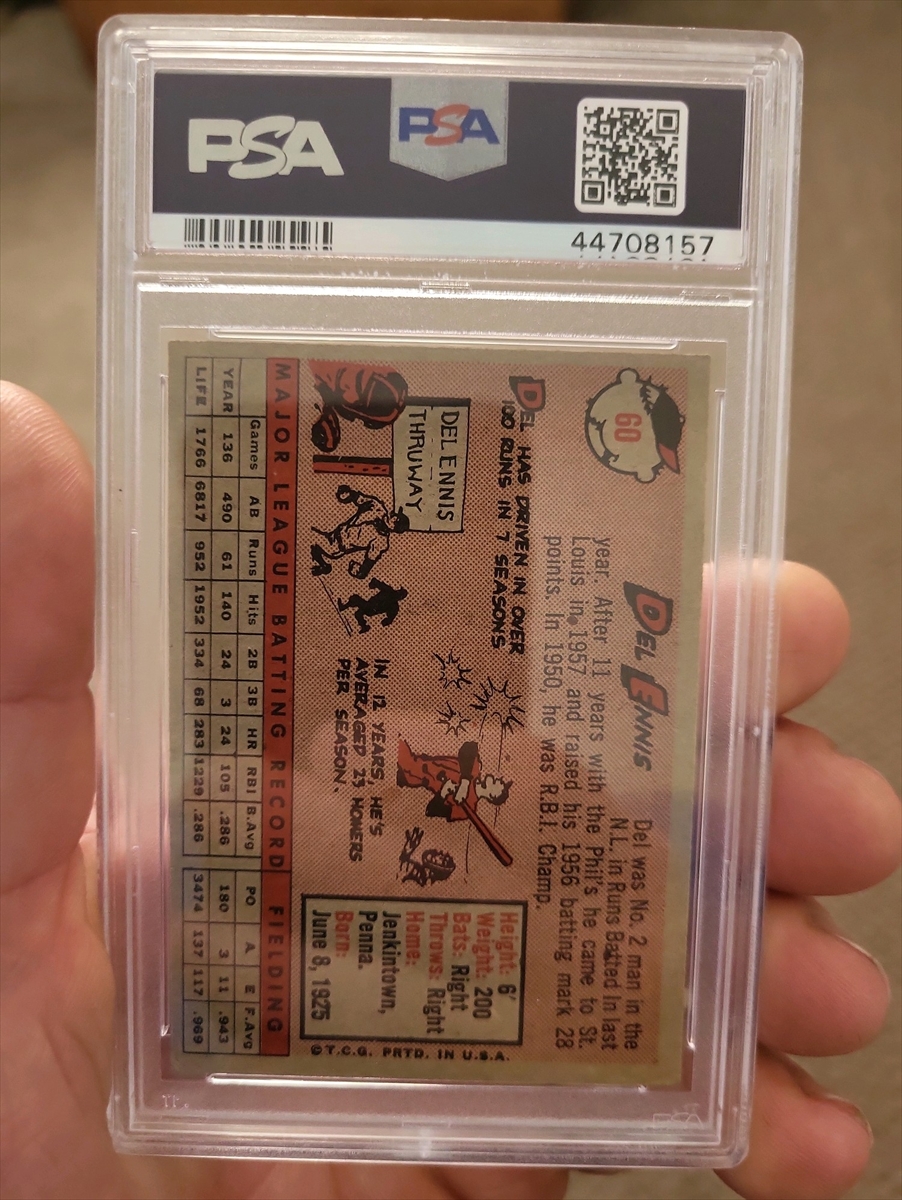 PSA
PSA
44708157
60
DEL ENNIS
Del was No. 2 man in the
N.L. in Runs Batted In last
year. After 11 years with the Phil's he came to St.
Louis in 1957 and raised his 1956 batting mark 28
points. In 1950, he was R.B.I. Champ.
DEL HAS DRIVEN IN OVER
100 RUNS IN 7 SEASONS
DEL ENNIS
THRUWAY
IN 12 YEARS, HE'S
AVERAGED 23 HOMERS
PER SEASON.
Height: 6'
Weight: 200
Bats: Right
Throws: Right
Home:
Jenkintown,
Penna.
Born:
June 8, 1925
©T.C.G. PRTD. IN U.S.A.
MAJOR LEAGUE BATTING RECORD FIELDING
Games AB Runs Hits 2B 3B HR RBI B.Avg PO A E F.Avg
YEAR 136 490 61 140 24 3 24 105 .286 180 3 11 .943
LIFE 1766 6817 952 1952 334 68 283 1229 .286 3474 137 117 .969
PSA